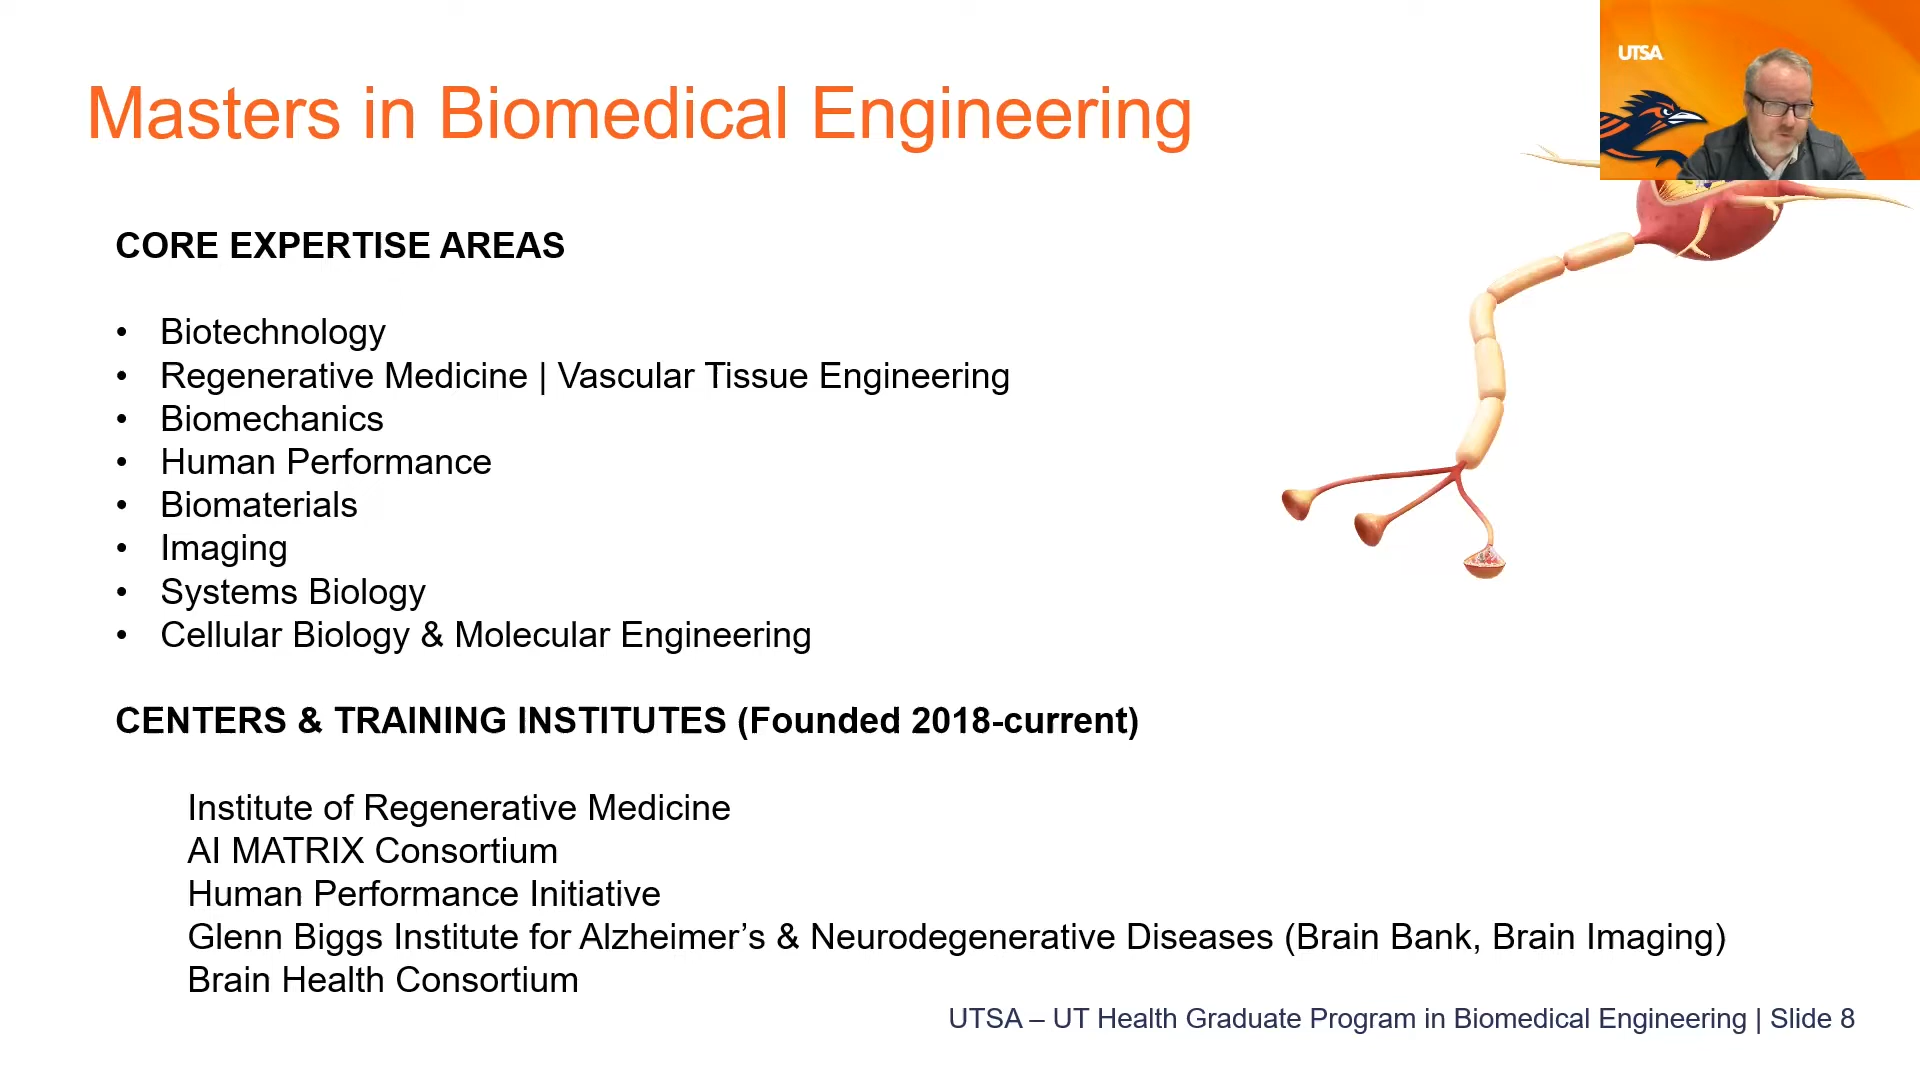 UTSA
Masters in Biomedical Engineering
CORE EXPERTISE AREAS
• Biotechnology
• Regenerative Medicine | Vascular Tissue Engineering
• Biomechanics
• Human Performance
• Biomaterials
• Imaging
• Systems Biology
• Cellular Biology & Molecular Engineering
CENTERS & TRAINING INSTITUTES (Founded 2018-current)
Institute of Regenerative Medicine
AI MATRIX Consortium
Human Performance Initiative
Glenn Biggs Institute for Alzheimer’s & Neurodegenerative Diseases (Brain Bank, Brain Imaging)
Brain Health Consortium
UTSA – UT Health Graduate Program in Biomedical Engineering | Slide 8